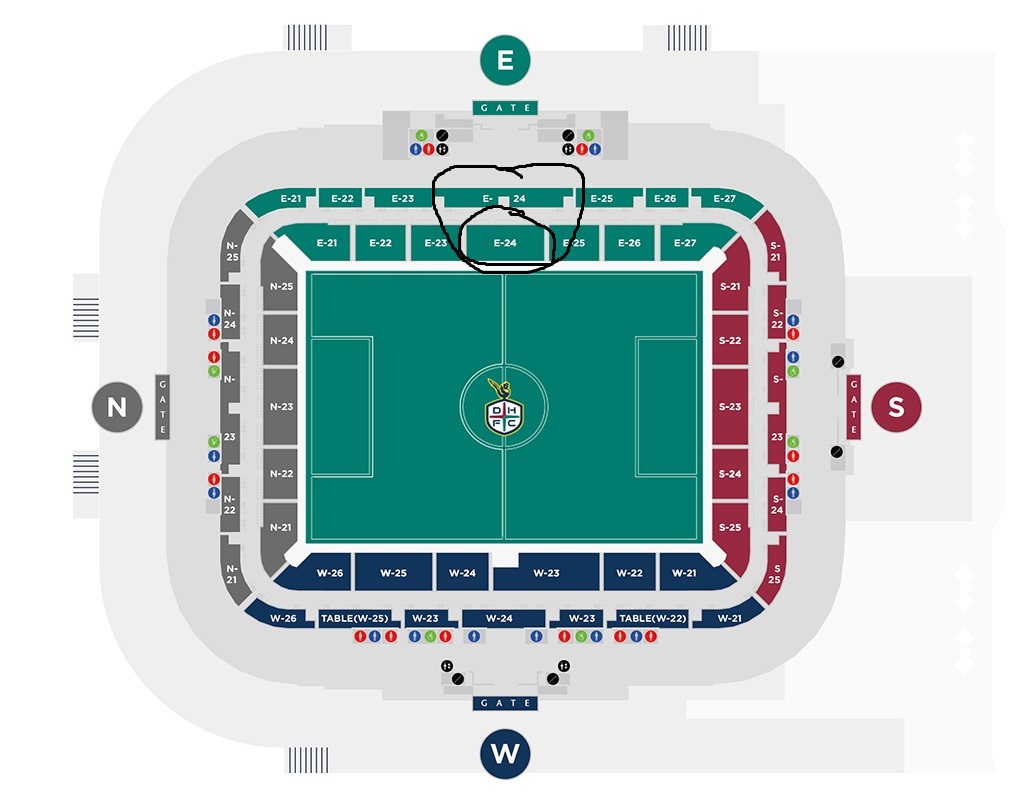 E
GATE
E-21 E-22 E-23 E- 24 E-25 E-26 E-27
E-21 E-22 E-23 E-24 E-25 E-26 E-27
N-25
N-24
N-23
N-22
N-21
N-25
N-24
N-23
N-22
N-21
N
GATE
DH
FC
S-21
S-22
S-23
S-24
S-25
S-21
S-22
S-23
S-24
S 25
GATE
S
W-26 W-25 W-24 W-23 W-22 W-21
W-26 TABLE(W-25) W-23 W-24 W-23 TABLE(W-22) W-21
GATE
W